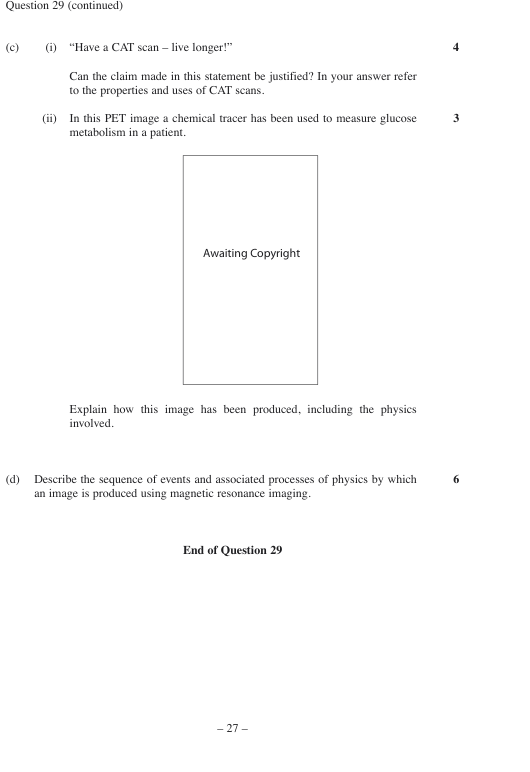 Question 29 (continued)
(c) (i) “Have a CAT scan – live longer!” 4
Can the claim made in this statement be justified? In your answer refer
to the properties and uses of CAT scans.
(ii) In this PET image a chemical tracer has been used to measure glucose 3
metabolism in a patient.
Awaiting Copyright
Explain how this image has been produced, including the physics
involved.
(d) Describe the sequence of events and associated processes of physics by which 6
an image is produced using magnetic resonance imaging.
End of Question 29
– 27 –